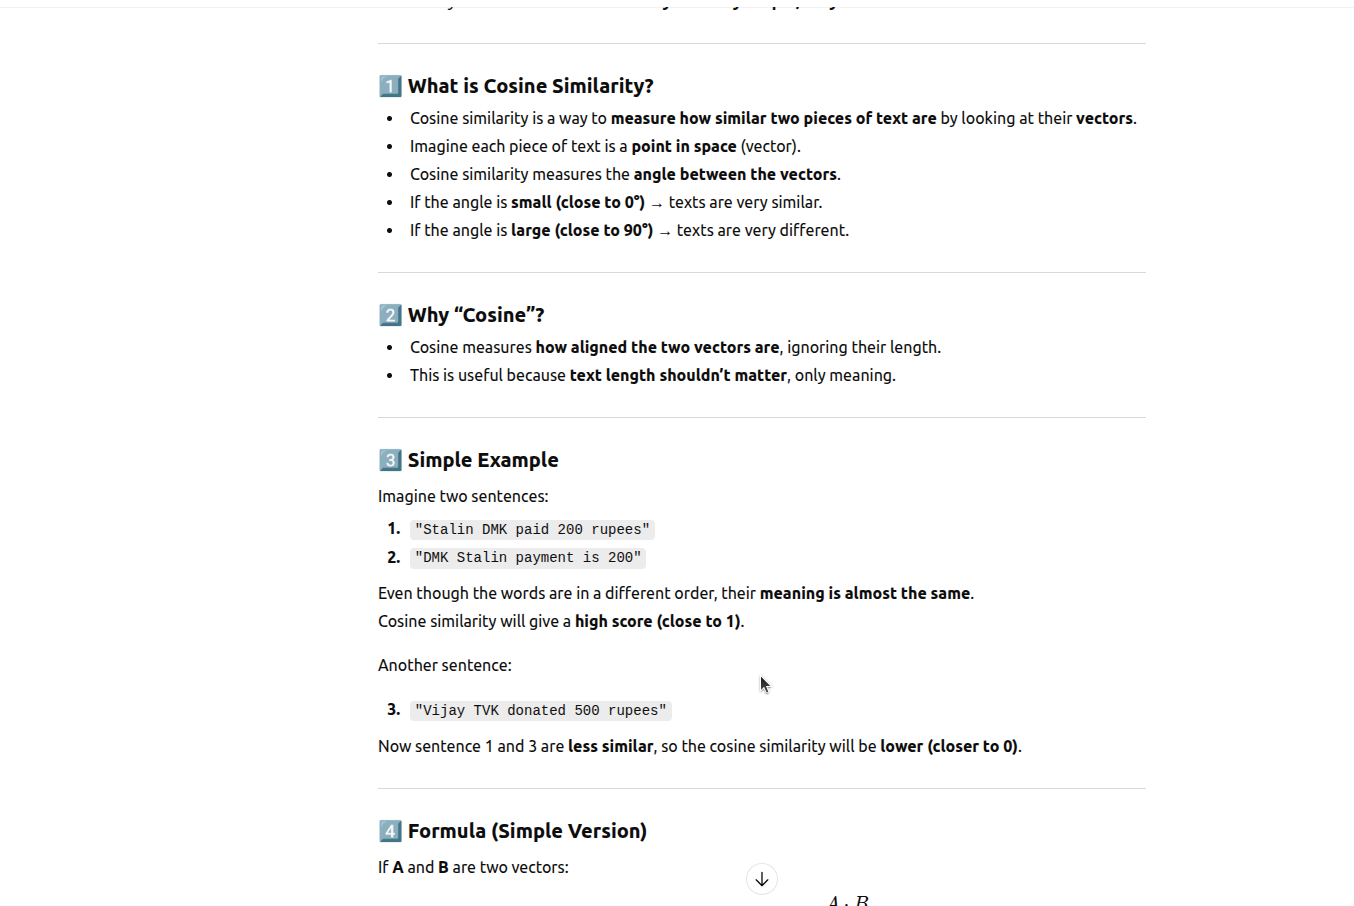 1 What is Cosine Similarity?
• Cosine similarity is a way to measure how similar two pieces of text are by looking at their vectors.
• Imagine each piece of text is a point in space (vector).
• Cosine similarity measures the angle between the vectors.
• If the angle is small (close to 0°) → texts are very similar.
• If the angle is large (close to 90°) → texts are very different.
2 Why “Cosine”?
• Cosine measures how aligned the two vectors are, ignoring their length.
• This is useful because text length shouldn’t matter, only meaning.
3 Simple Example
Imagine two sentences:
1. "Stalin DMK paid 200 rupees"
2. "DMK Stalin payment is 200"
Even though the words are in a different order, their meaning is almost the same.
Cosine similarity will give a high score (close to 1).
Another sentence:
3. "Vijay TVK donated 500 rupees"
Now sentence 1 and 3 are less similar, so the cosine similarity will be lower (closer to 0).
4 Formula (Simple Version)
If A and B are two vectors:
A · B